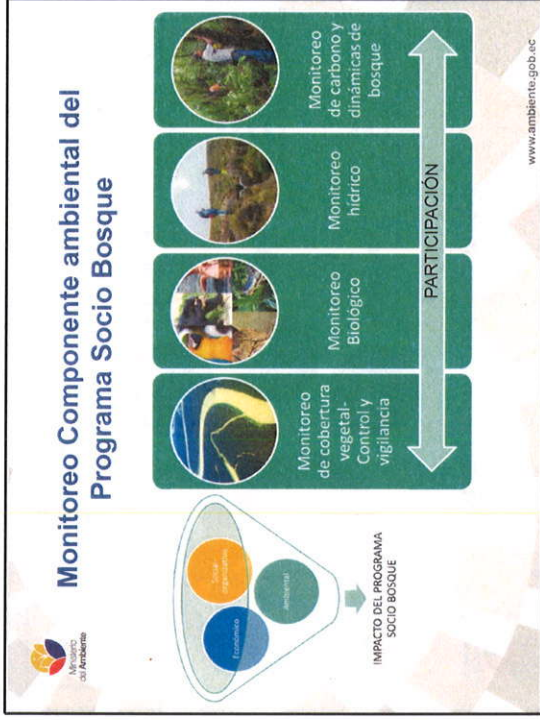 Ministerio
del Ambiente
Monitoreo Componente ambiental del
Programa Socio Bosque
Económico
Socio-
organizativo
Ambiental
IMPACTO DEL PROGRAMA
SOCIO BOSQUE
Monitoreo
de cobertura
vegetal-
Control y
vigilancia
Monitoreo
Biológico
Monitoreo
hídrico
Monitoreo
de carbono y
dinámicas de
bosque
PARTICIPACIÓN
www.ambiente.gob.ec